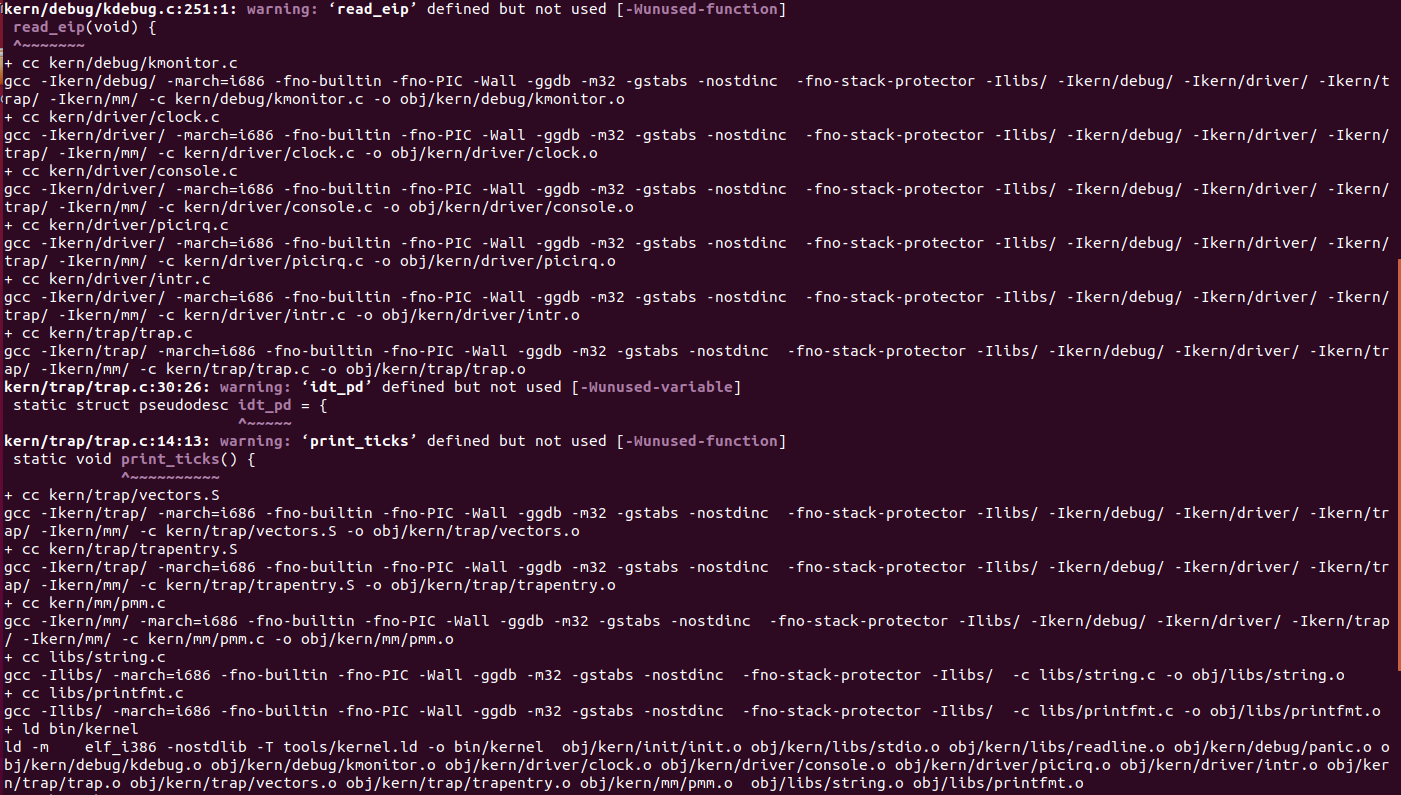 kern/debug/kdebug.c:251:1: warning: ‘read_eip’ defined but not used [-Wunused-function]
 read_eip(void) {
 ^~~~~~~~
+ cc kern/debug/kmonitor.c
gcc -Ikern/debug/ -march=i686 -fno-builtin -fno-PIC -Wall -ggdb -m32 -gstabs -nostdinc  -fno-stack-protector -Ilibs/ -Ikern/debug/ -Ikern/driver/ -Ikern/t
rap/ -Ikern/mm/ -c kern/debug/kmonitor.c -o obj/kern/debug/kmonitor.o
+ cc kern/driver/clock.c
gcc -Ikern/driver/ -march=i686 -fno-builtin -fno-PIC -Wall -ggdb -m32 -gstabs -nostdinc  -fno-stack-protector -Ilibs/ -Ikern/debug/ -Ikern/driver/ -Ikern/
trap/ -Ikern/mm/ -c kern/driver/clock.c -o obj/kern/driver/clock.o
+ cc kern/driver/console.c
gcc -Ikern/driver/ -march=i686 -fno-builtin -fno-PIC -Wall -ggdb -m32 -gstabs -nostdinc  -fno-stack-protector -Ilibs/ -Ikern/debug/ -Ikern/driver/ -Ikern/
trap/ -Ikern/mm/ -c kern/driver/console.c -o obj/kern/driver/console.o
+ cc kern/driver/picirq.c
gcc -Ikern/driver/ -march=i686 -fno-builtin -fno-PIC -Wall -ggdb -m32 -gstabs -nostdinc  -fno-stack-protector -Ilibs/ -Ikern/debug/ -Ikern/driver/ -Ikern/
trap/ -Ikern/mm/ -c kern/driver/picirq.c -o obj/kern/driver/picirq.o
+ cc kern/driver/intr.c
gcc -Ikern/driver/ -march=i686 -fno-builtin -fno-PIC -Wall -ggdb -m32 -gstabs -nostdinc  -fno-stack-protector -Ilibs/ -Ikern/debug/ -Ikern/driver/ -Ikern/
trap/ -Ikern/mm/ -c kern/driver/intr.c -o obj/kern/driver/intr.o
+ cc kern/trap/trap.c
gcc -Ikern/trap/ -march=i686 -fno-builtin -fno-PIC -Wall -ggdb -m32 -gstabs -nostdinc  -fno-stack-protector -Ilibs/ -Ikern/debug/ -Ikern/driver/ -Ikern/tr
ap/ -Ikern/mm/ -c kern/trap/trap.c -o obj/kern/trap/trap.o
kern/trap/trap.c:30:26: warning: ‘idt_pd’ defined but not used [-Wunused-variable]
 static struct pseudodesc idt_pd = {
                          ^~~~~~
kern/trap/trap.c:14:13: warning: ‘print_ticks’ defined but not used [-Wunused-function]
 static void print_ticks() {
             ^~~~~~~~~~~
+ cc kern/trap/vectors.S
gcc -Ikern/trap/ -march=i686 -fno-builtin -fno-PIC -Wall -ggdb -m32 -gstabs -nostdinc  -fno-stack-protector -Ilibs/ -Ikern/debug/ -Ikern/driver/ -Ikern/tr
ap/ -Ikern/mm/ -c kern/trap/vectors.S -o obj/kern/trap/vectors.o
+ cc kern/trap/trapentry.S
gcc -Ikern/trap/ -march=i686 -fno-builtin -fno-PIC -Wall -ggdb -m32 -gstabs -nostdinc  -fno-stack-protector -Ilibs/ -Ikern/debug/ -Ikern/driver/ -Ikern/tr
ap/ -Ikern/mm/ -c kern/trap/trapentry.S -o obj/kern/trap/trapentry.o
+ cc kern/mm/pmm.c
gcc -Ikern/mm/ -march=i686 -fno-builtin -fno-PIC -Wall -ggdb -m32 -gstabs -nostdinc  -fno-stack-protector -Ilibs/ -Ikern/debug/ -Ikern/driver/ -Ikern/trap
/ -Ikern/mm/ -c kern/mm/pmm.c -o obj/kern/mm/pmm.o
+ cc libs/string.c
gcc -Ilibs/ -march=i686 -fno-builtin -fno-PIC -Wall -ggdb -m32 -gstabs -nostdinc  -fno-stack-protector -Ilibs/  -c libs/string.c -o obj/libs/string.o
+ cc libs/printfmt.c
gcc -Ilibs/ -march=i686 -fno-builtin -fno-PIC -Wall -ggdb -m32 -gstabs -nostdinc  -fno-stack-protector -Ilibs/  -c libs/printfmt.c -o obj/libs/printfmt.o
+ ld bin/kernel
ld -m    elf_i386 -nostdlib -T tools/kernel.ld -o bin/kernel  obj/kern/init/init.o obj/kern/libs/stdio.o obj/kern/libs/readline.o obj/kern/debug/panic.o o
bj/kern/debug/kdebug.o obj/kern/debug/kmonitor.o obj/kern/driver/clock.o obj/kern/driver/console.o obj/kern/driver/picirq.o obj/kern/driver/intr.o obj/ker
n/trap/trap.o obj/kern/trap/vectors.o obj/kern/trap/trapentry.o obj/kern/mm/pmm.o  obj/libs/string.o obj/libs/printfmt.o